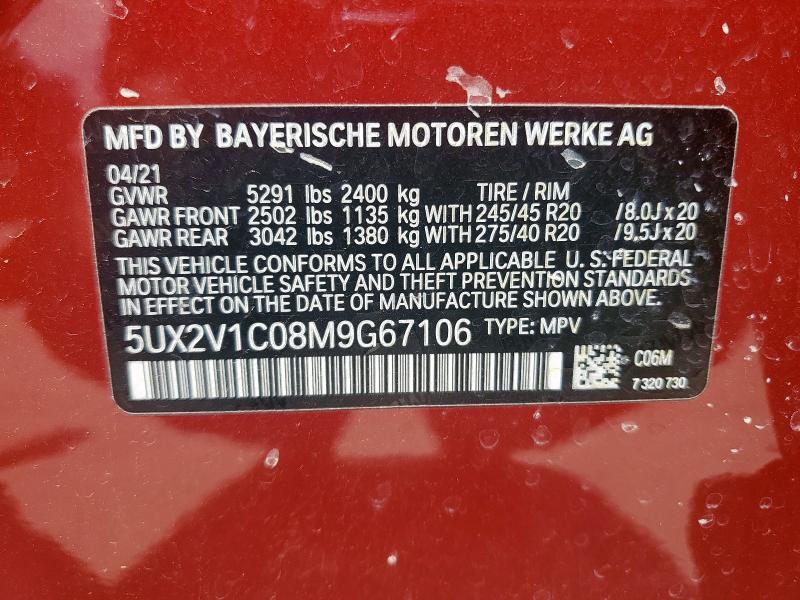 MFD BY BAYERISCHE MOTOREN WERKE AG
04/21
GVWR 5291 lbs 2400 kg TIRE / RIM
GAWR FRONT 2502 lbs 1135 kg WITH 245/45 R20 /8.0J x 20
GAWR REAR 3042 lbs 1380 kg WITH 275/40 R20 /9.5J x 20
THIS VEHICLE CONFORMS TO ALL APPLICABLE U.S. FEDERAL
MOTOR VEHICLE SAFETY AND THEFT PREVENTION STANDARDS
IN EFFECT ON THE DATE OF MANUFACTURE SHOWN ABOVE.
5UX2V1C08M9G67106 TYPE: MPV
C06M
7 320 730